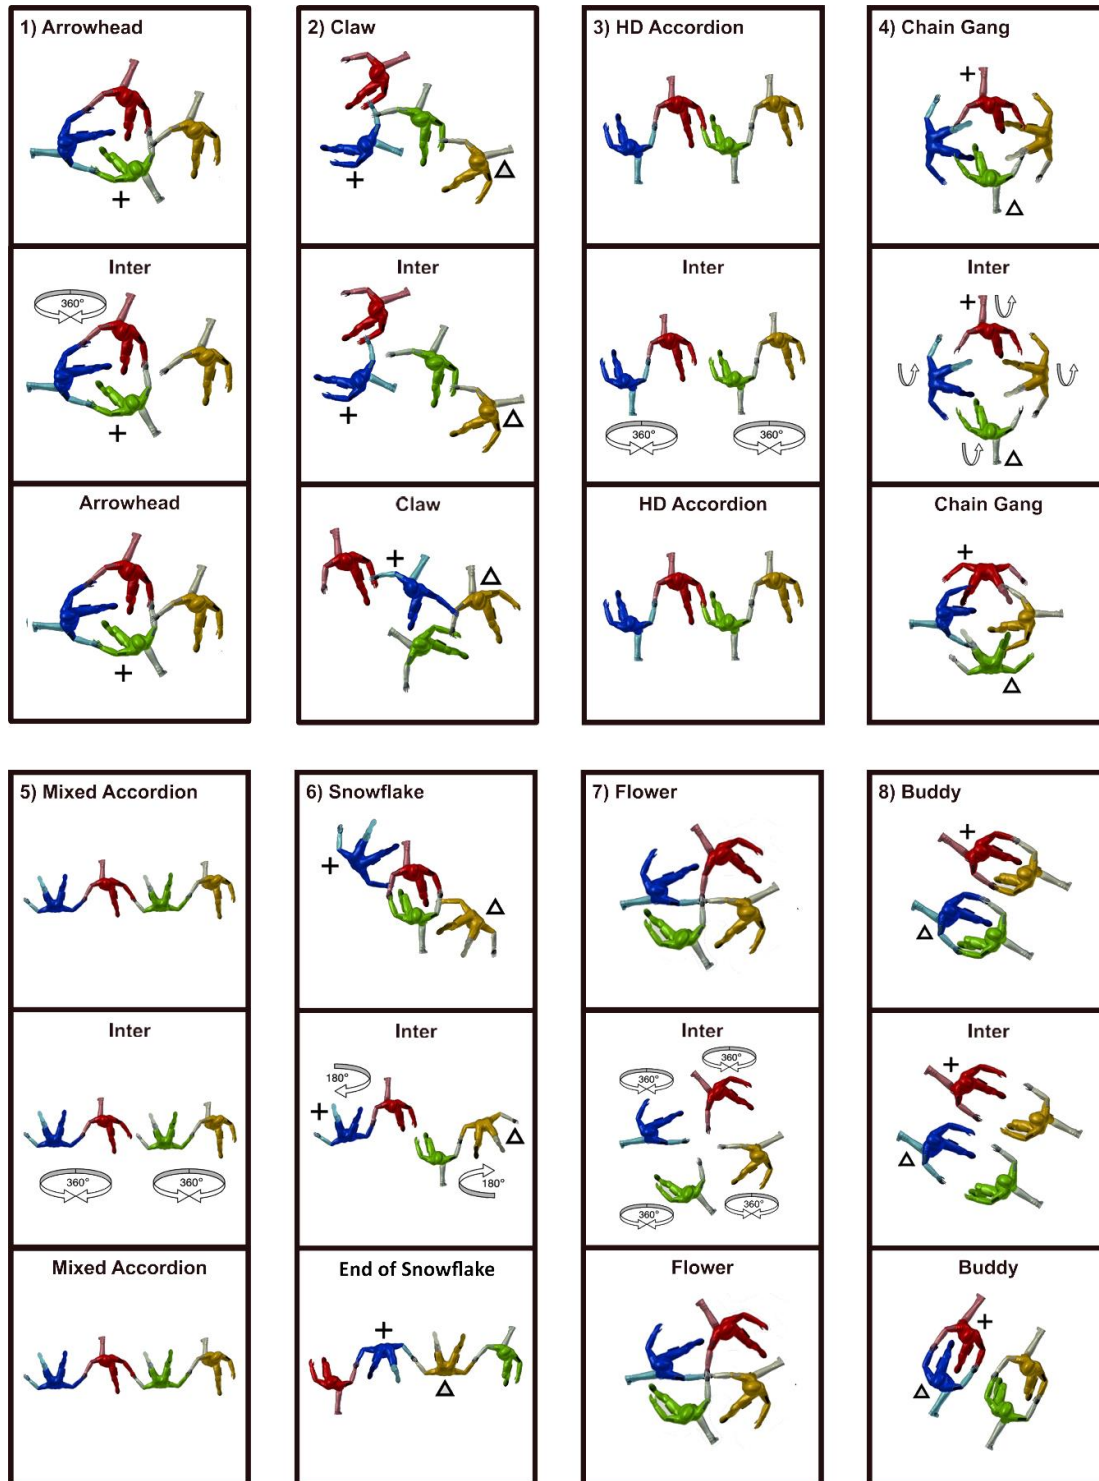 1) Arrowhead
2) Claw
3) HD Accordion
4) Chain Gang
+
Δ
+
Δ
+
+
Inter
Inter
Inter
Inter
360°
+
Δ
+
+
Δ
360°
360°
+
Δ
Arrowhead
Claw
HD Accordion
Chain Gang
+
Δ
+
+
Δ
5) Mixed Accordion
6) Snowflake
7) Flower
8) Buddy
+
+
Δ
Δ
Inter
Inter
Inter
Inter
360°
360°
180°
+
Δ
180°
360°
360°
360°
360°
+
Δ
Mixed Accordion
End of Snowflake
Flower
Buddy
+
Δ
+
Δ